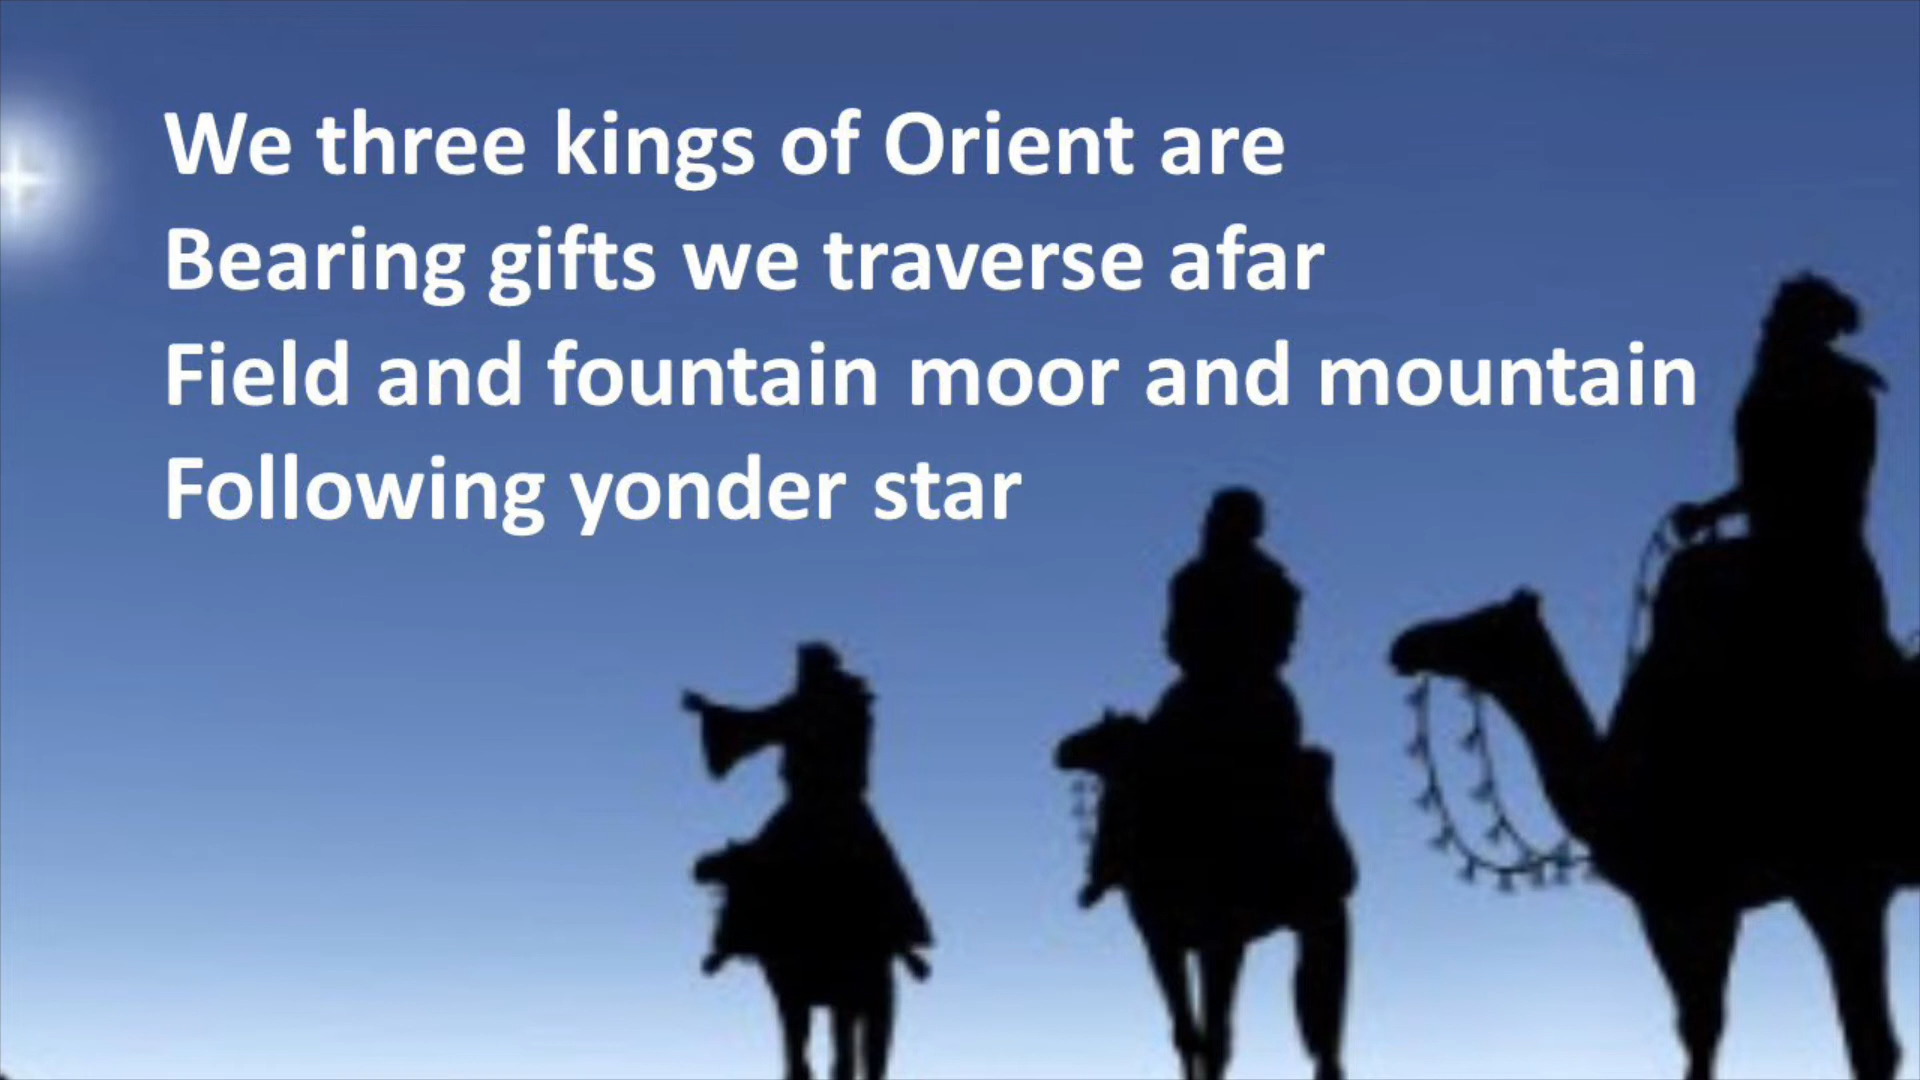 We three kings of Orient are
Bearing gifts we traverse afar
Field and fountain moor and mountain
Following yonder star